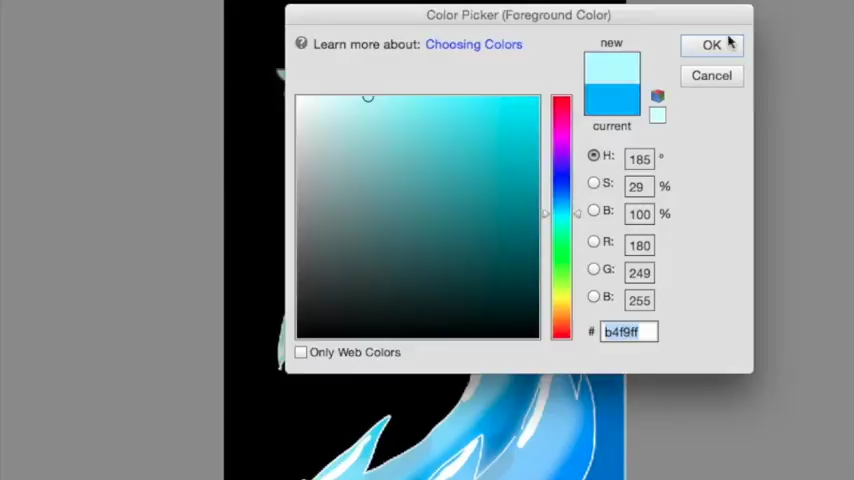 Color Picker (Foreground Color)
? Learn more about: Choosing Colors
new
OK
Cancel
current
H: 185 °
S: 29 %
B: 100 %
R: 180
G: 249
B: 255
# b4f9ff
Only Web Colors